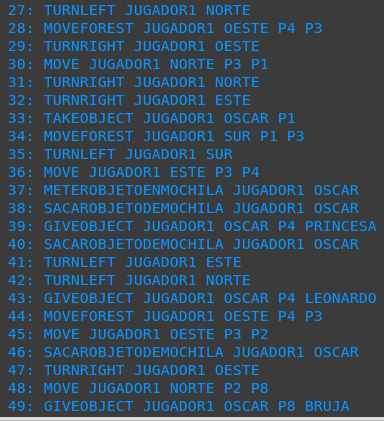 27: TURNLEFT JUGADOR1 NORTE
28: MOVEFOREST JUGADOR1 OESTE P4 P3
29: TURNRIGHT JUGADOR1 OESTE
30: MOVE JUGADOR1 NORTE P3 P1
31: TURNRIGHT JUGADOR1 NORTE
32: TURNRIGHT JUGADOR1 ESTE
33: TAKEOBJECT JUGADOR1 OSCAR P1
34: MOVEFOREST JUGADOR1 SUR P1 P3
35: TURNLEFT JUGADOR1 SUR
36: MOVE JUGADOR1 ESTE P3 P4
37: METEROBJETOENMOCHILA JUGADOR1 OSCAR
38: SACAROBJETODEMOCHILA JUGADOR1 OSCAR
39: GIVEOBJECT JUGADOR1 OSCAR P4 PRINCESA
40: SACAROBJETODEMOCHILA JUGADOR1 OSCAR
41: TURNLEFT JUGADOR1 ESTE
42: TURNLEFT JUGADOR1 NORTE
43: GIVEOBJECT JUGADOR1 OSCAR P4 LEONARDO
44: MOVEFOREST JUGADOR1 OESTE P4 P3
45: MOVE JUGADOR1 OESTE P3 P2
46: SACAROBJETODEMOCHILA JUGADOR1 OSCAR
47: TURNRIGHT JUGADOR1 OESTE
48: MOVE JUGADOR1 NORTE P2 P8
49: GIVEOBJECT JUGADOR1 OSCAR P8 BRUJA